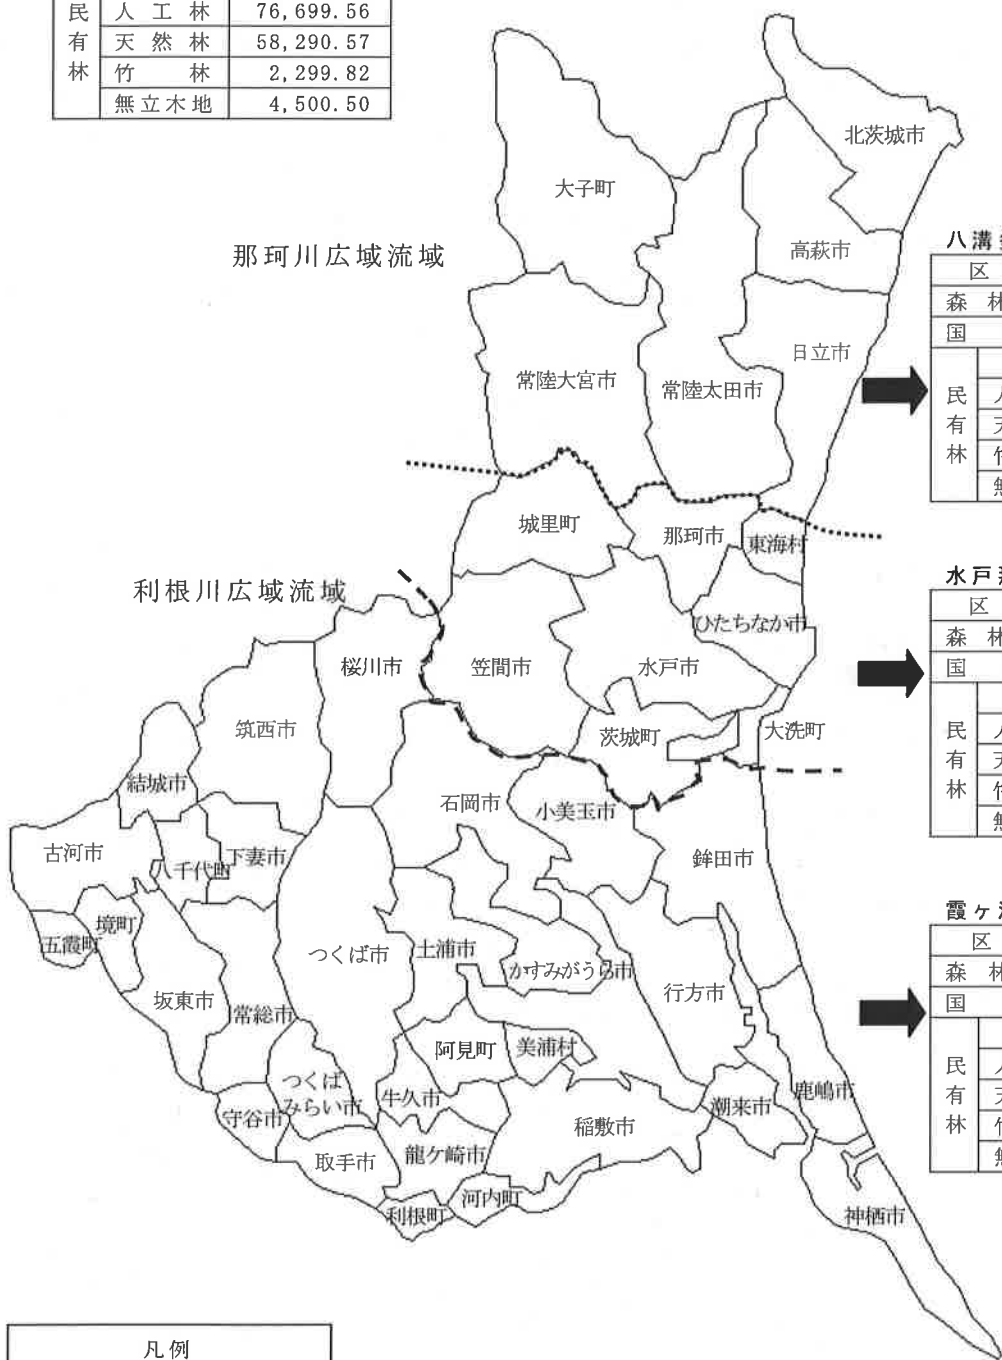 民有林
人工林 76,699.56
天然林 58,290.57
竹林 2,299.82
無立木地 4,500.50
北茨城市
大子町
那珂川広域流域
高萩市
八溝
区
森林
国
民有林
日立市
常陸大宮市
常陸太田市
城里町
那珂市
東海村
利根川広域流域
水戸
区
森林
国
民有林
ひたちなか市
桜川市
笠間市
水戸市
筑西市
茨城町
大洗町
結城市
石岡市
小美玉市
古河市
八千代町
下妻市
鉾田市
霞ヶ
区
森林
国
民有林
境町
五霞町
つくば市
土浦市
かすみがうら市
行方市
坂東市
常総市
阿見町
美浦村
つくば
みらい市
牛久市
鹿嶋市
潮来市
守谷市
稲敷市
取手市
龍ケ崎市
利根町
河内町
神栖市
凡例